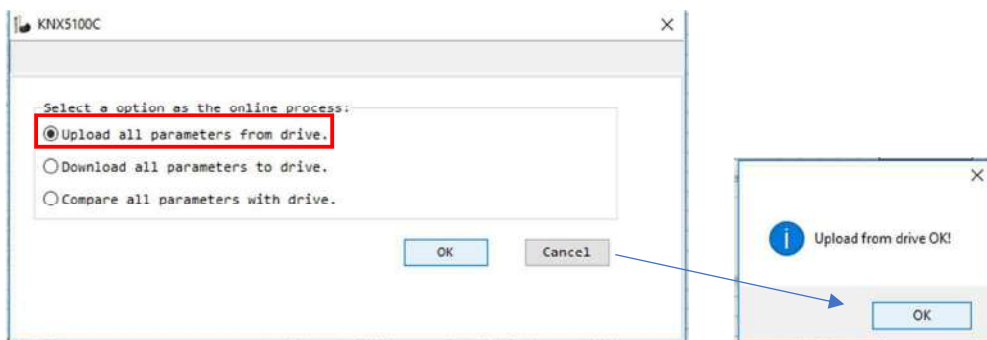 KNX5100C
Select a option as the online process:
Upload all parameters from drive.
Download all parameters to drive.
Compare all parameters with drive.
OK Cancel
Upload from drive OK!
OK